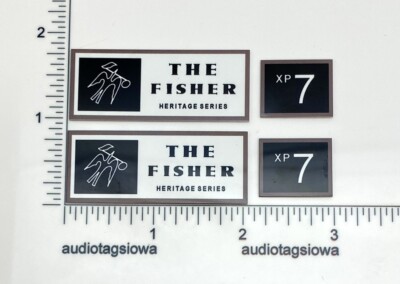 2
THE
FISHER
HERITAGE SERIES
XP 7
1
THE
FISHER
HERITAGE SERIES
XP 7
1 2 3
audiotagsiowa audiotagsiowa